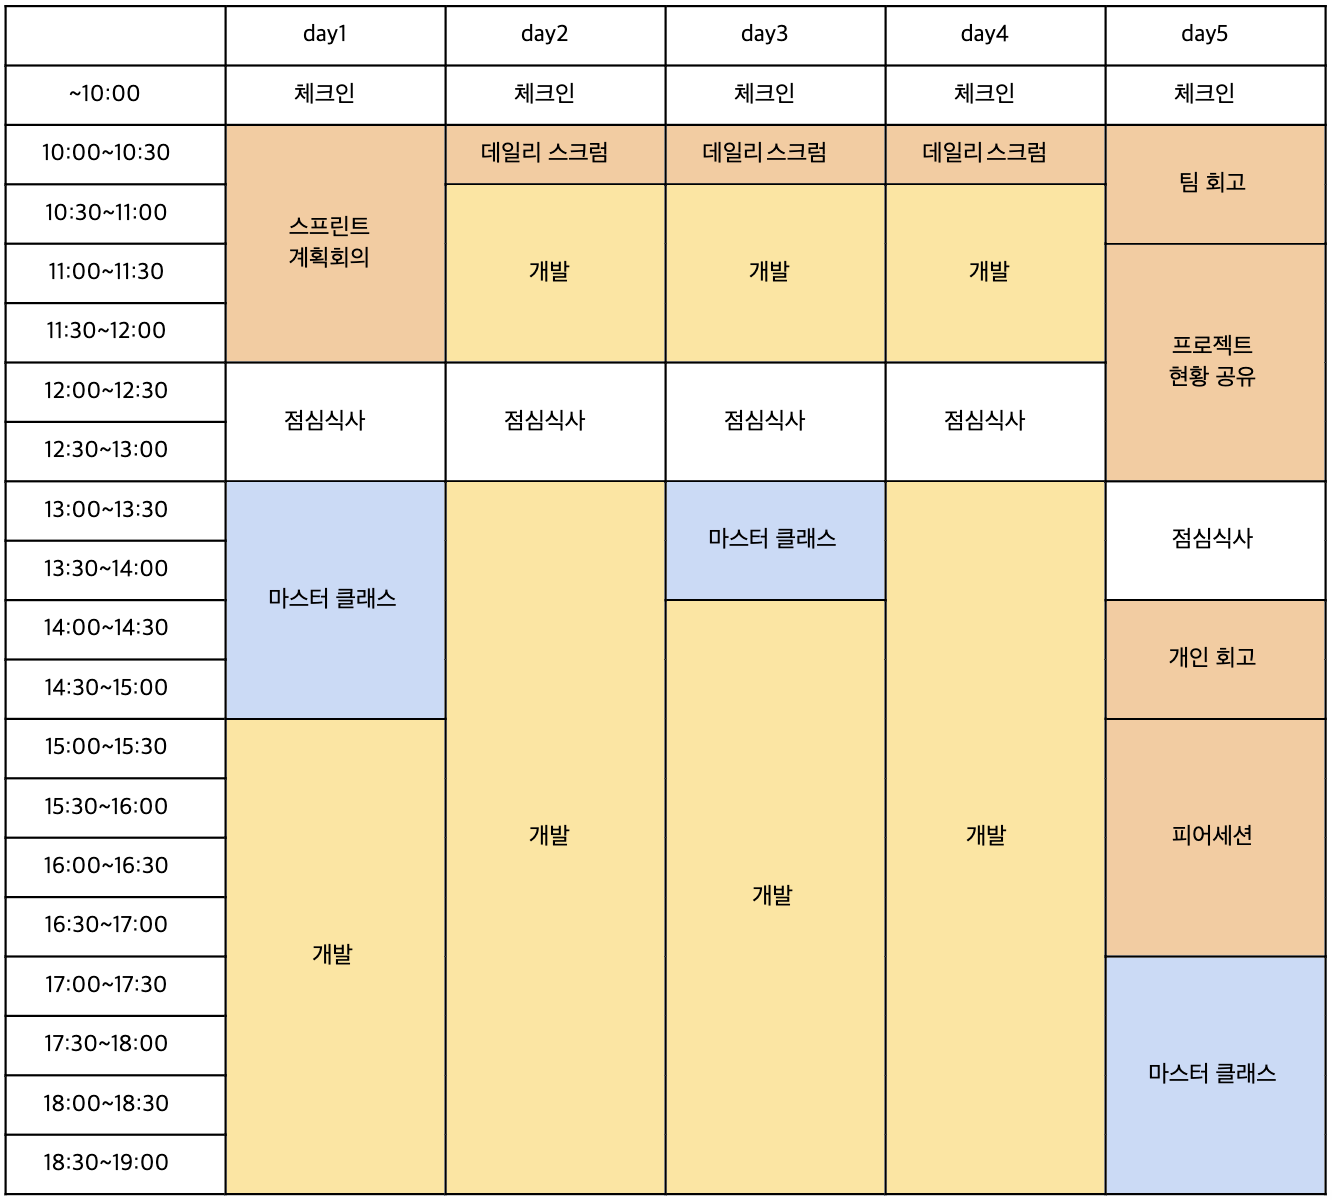 day1 day2 day3 day4 day5
~10:00 체크인 체크인 체크인 체크인 체크인
10:00~10:30 데일리 스크럼 데일리 스크럼 데일리 스크럼
팀 회고
10:30~11:00
스프린트
계획회의
11:00~11:30 개발 개발 개발
11:30~12:00
프로젝트
현황 공유
12:00~12:30
점심식사 점심식사 점심식사 점심식사
12:30~13:00
13:00~13:30
마스터 클래스 점심식사
13:30~14:00
마스터 클래스
14:00~14:30
개인 회고
14:30~15:00
15:00~15:30
15:30~16:00
개발 개발 피어세션
16:00~16:30
개발
16:30~17:00
개발
17:00~17:30
17:30~18:00
마스터 클래스
18:00~18:30
18:30~19:00